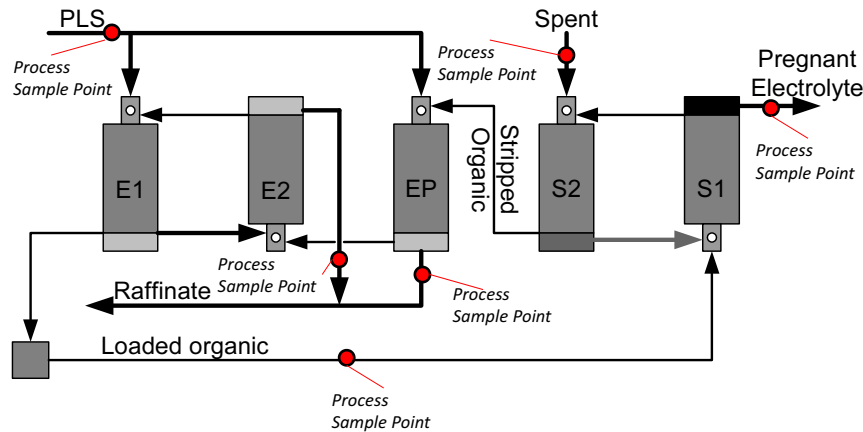 PLS
Spent
Process
Sample Point
Process
Sample Point
Pregnant
Electrolyte
Process
Sample Point
Stripped
Organic
E1
E2
EP
S2
S1
Process
Sample Point
Process
Sample Point
Raffinate
Loaded organic
Process
Sample Point